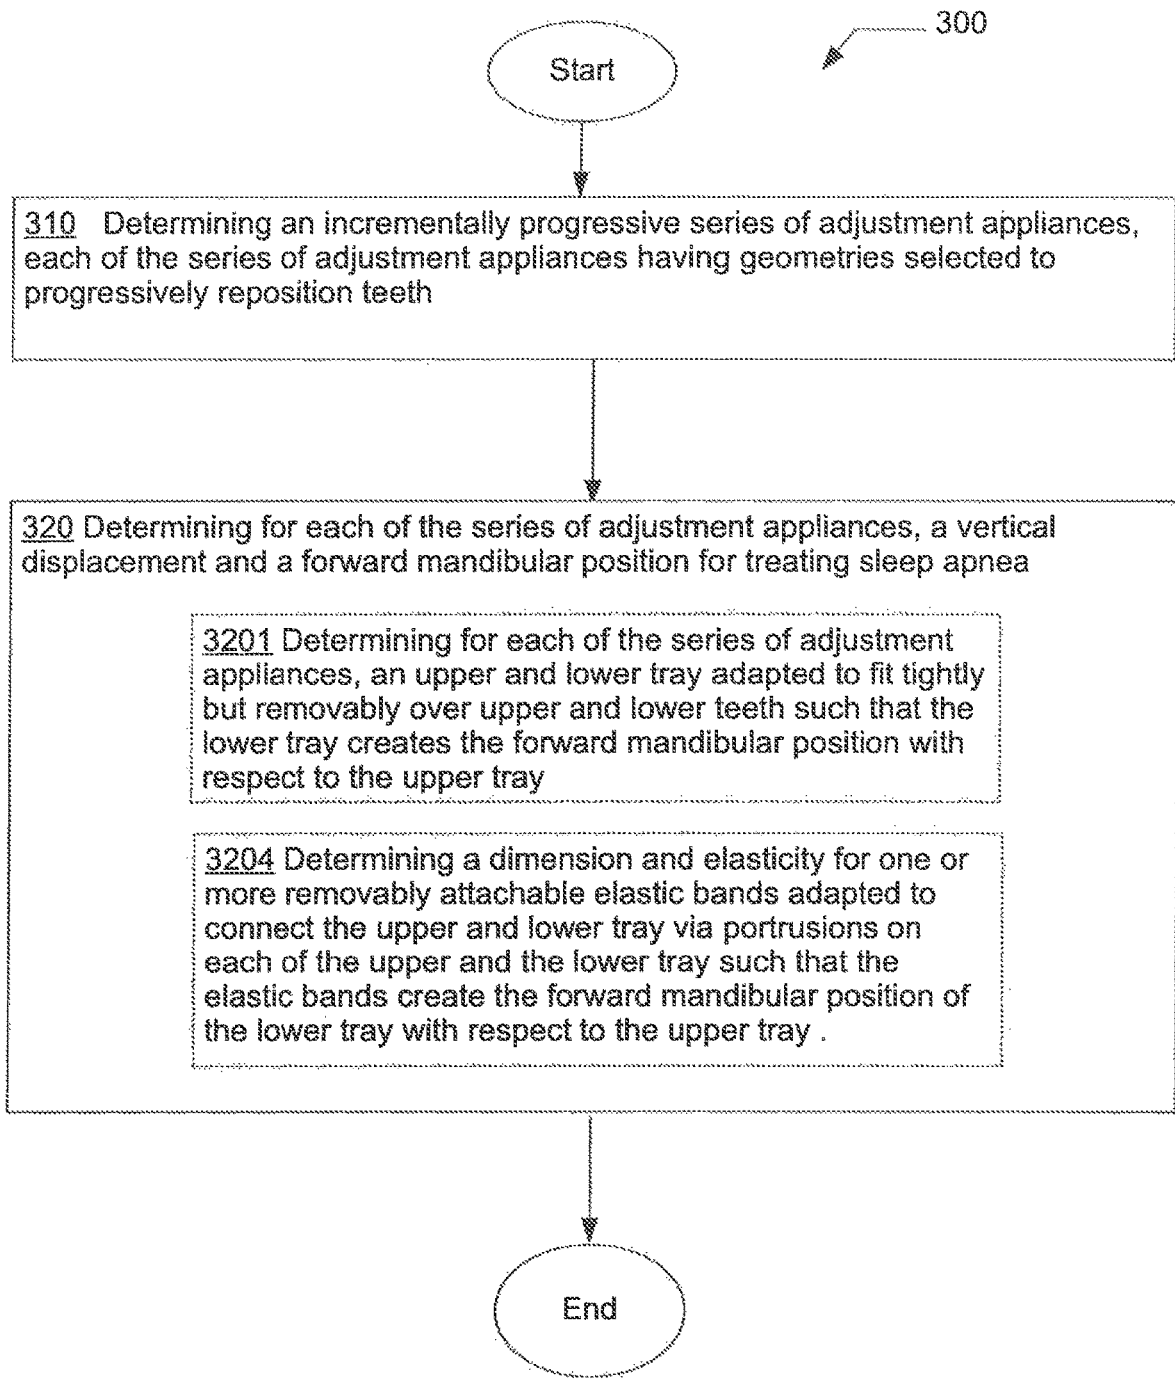 300
Start
310 Determining an incrementally progressive series of adjustment appliances,
each of the series of adjustment appliances having geometries selected to
progressively reposition teeth
320 Determining for each of the series of adjustment appliances, a vertical
displacement and a forward mandibular position for treating sleep apnea
3201 Determining for each of the series of adjustment
appliances, an upper and lower tray adapted to fit tightly
but removably over upper and lower teeth such that the
lower tray creates the forward mandibular position with
respect to the upper tray
3204 Determining a dimension and elasticity for one or
more removably attachable elastic bands adapted to
connect the upper and lower tray via portrusions on
each of the upper and the lower tray such that the
elastic bands create the forward mandibular position of
the lower tray with respect to the upper tray .
End